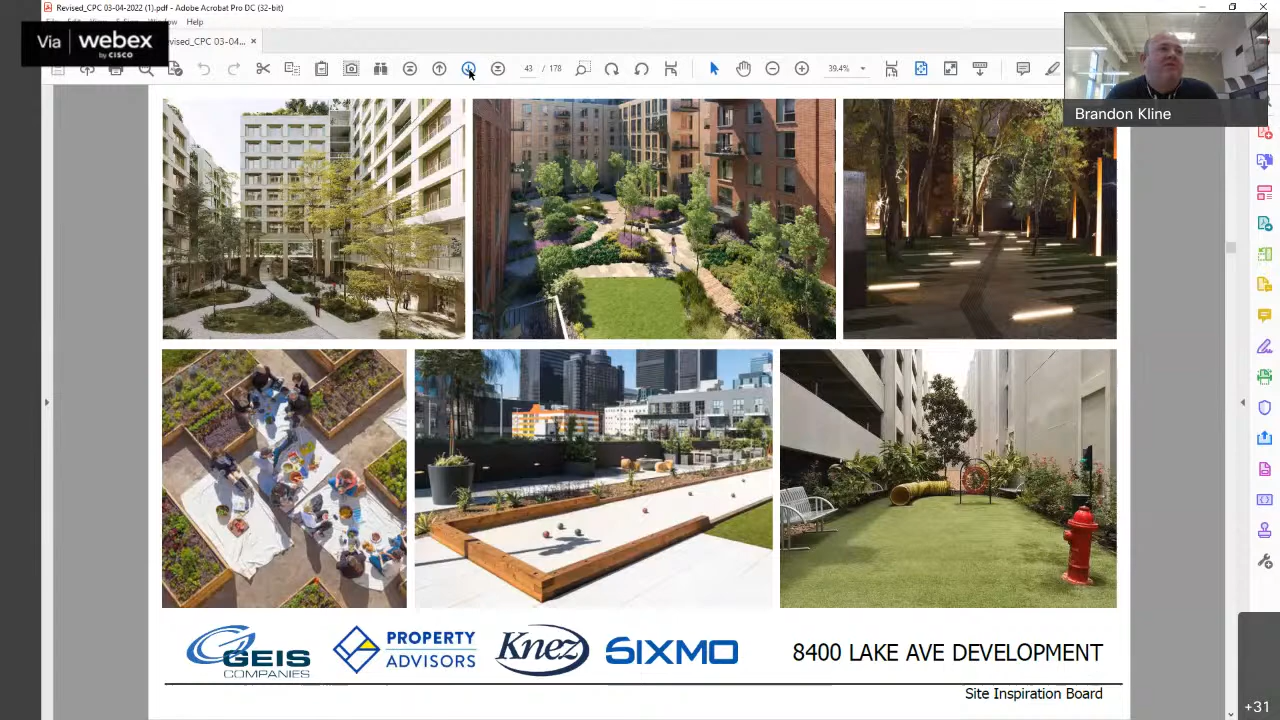 Revised_CPC 03-04-2022 (1).pdf - Adobe Acrobat Pro DC (32-bit)
Window Help
Via webex
by CISCO
vised_CPC 03-04... ×
43 / 178
39.4%
Brandon Kline
GEIS
COMPANIES
PROPERTY
ADVISORS
Knez
SIXMO
8400 LAKE AVE DEVELOPMENT
Site Inspiration Board
+31